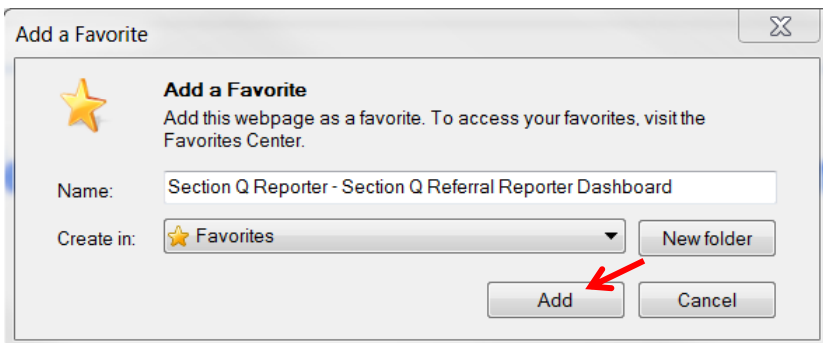 Add a Favorite
Add a Favorite
Add this webpage as a favorite. To access your favorites, visit the
Favorites Center.
Name: Section Q Reporter - Section Q Referral Reporter Dashboard
Create in: Favorites New folder
Add Cancel